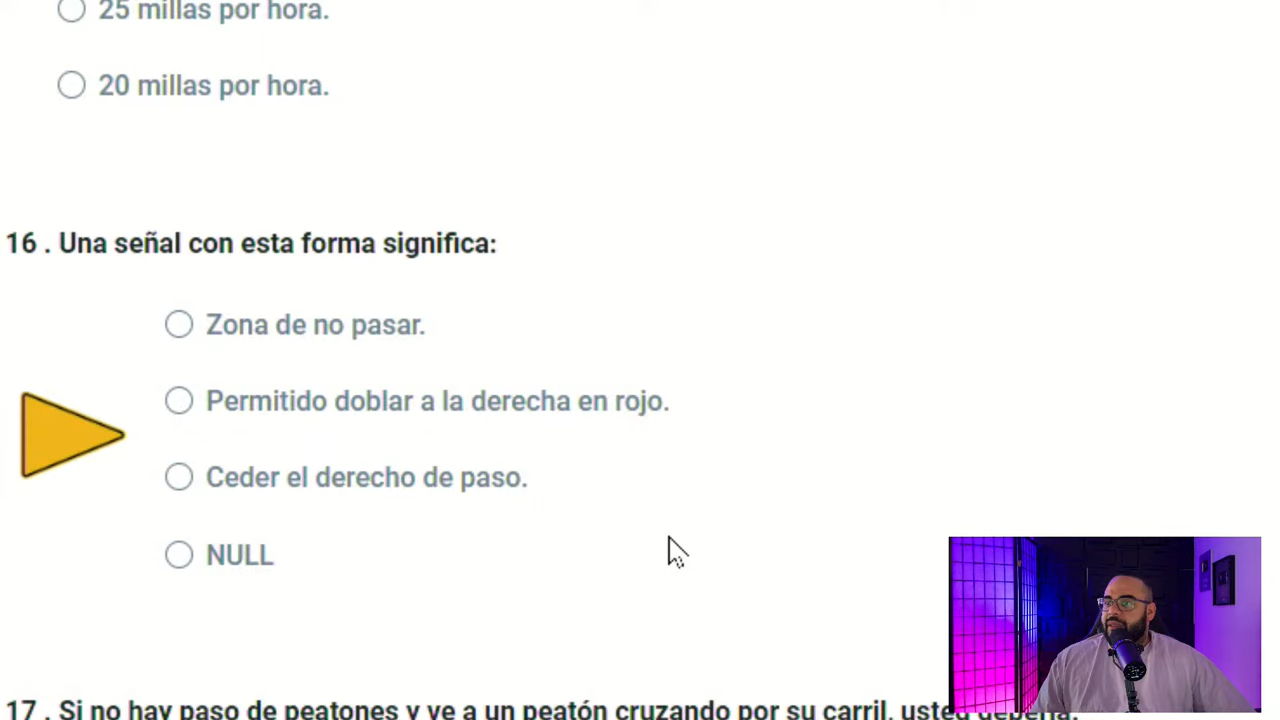 25 millas por hora.
20 millas por hora.
16 . Una señal con esta forma significa:
Zona de no pasar.
Permitido doblar a la derecha en rojo.
Ceder el derecho de paso.
NULL
17 . Si no hay paso de peatones y ve a un peatón cruzando por su carril, usted debería: